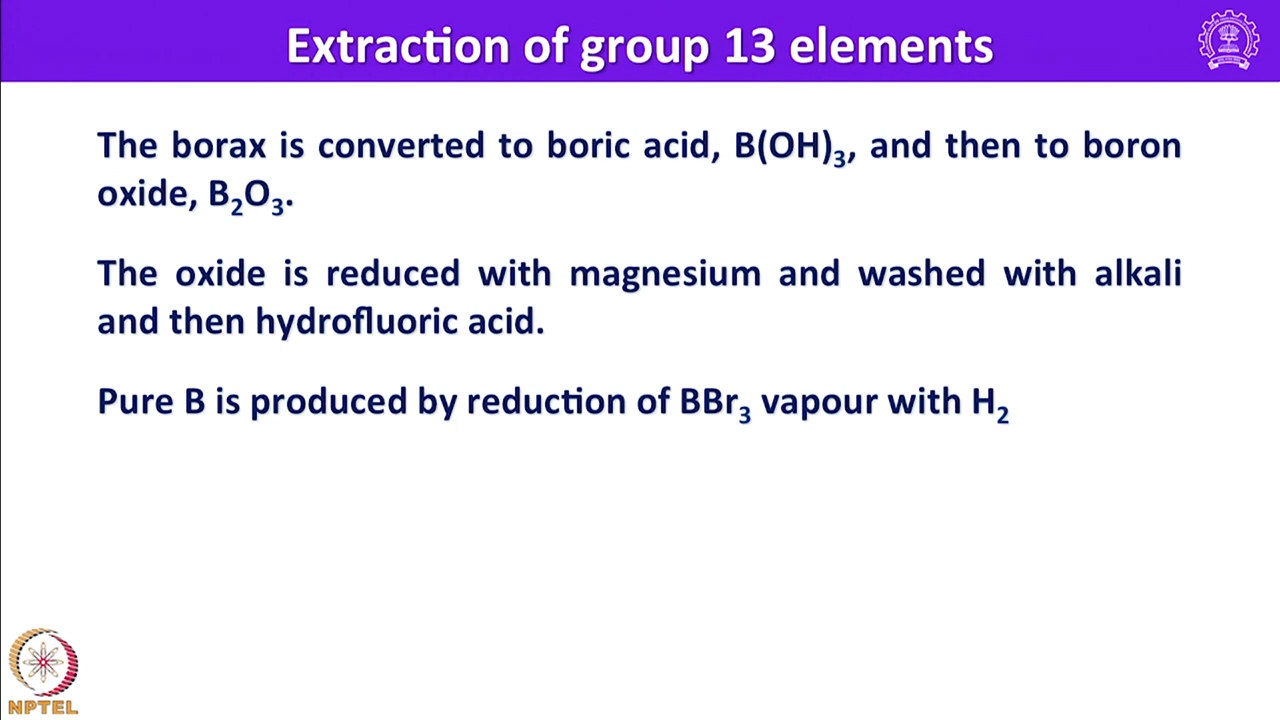 Extraction of group 13 elements
The borax is converted to boric acid, B(OH)₃, and then to boron
oxide, B₂O₃.
The oxide is reduced with magnesium and washed with alkali
and then hydrofluoric acid.
Pure B is produced by reduction of BBr₃ vapour with H₂
NPTEL